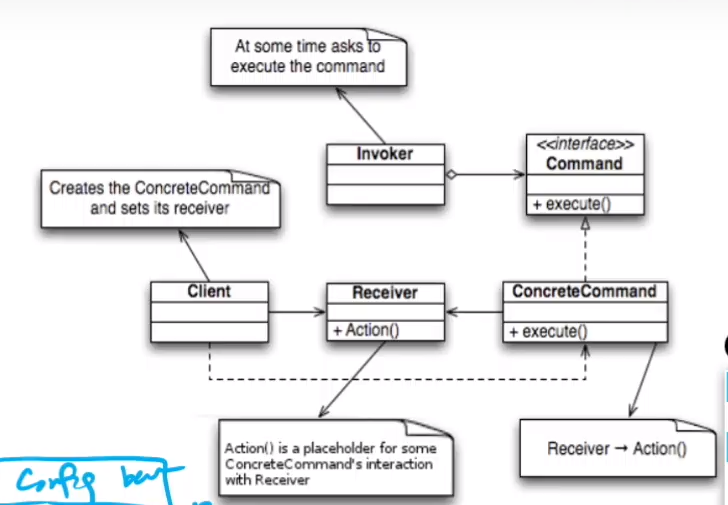 At some time asks to
execute the command
Invoker
<<interface>>
Command
+ execute()
Creates the ConcreteCommand
and sets its receiver
Client
Receiver
+ Action()
ConcreteCommand
+ execute()
Action() is a placeholder for some
ConcreteCommand's interaction
with Receiver
Receiver → Action()
Config